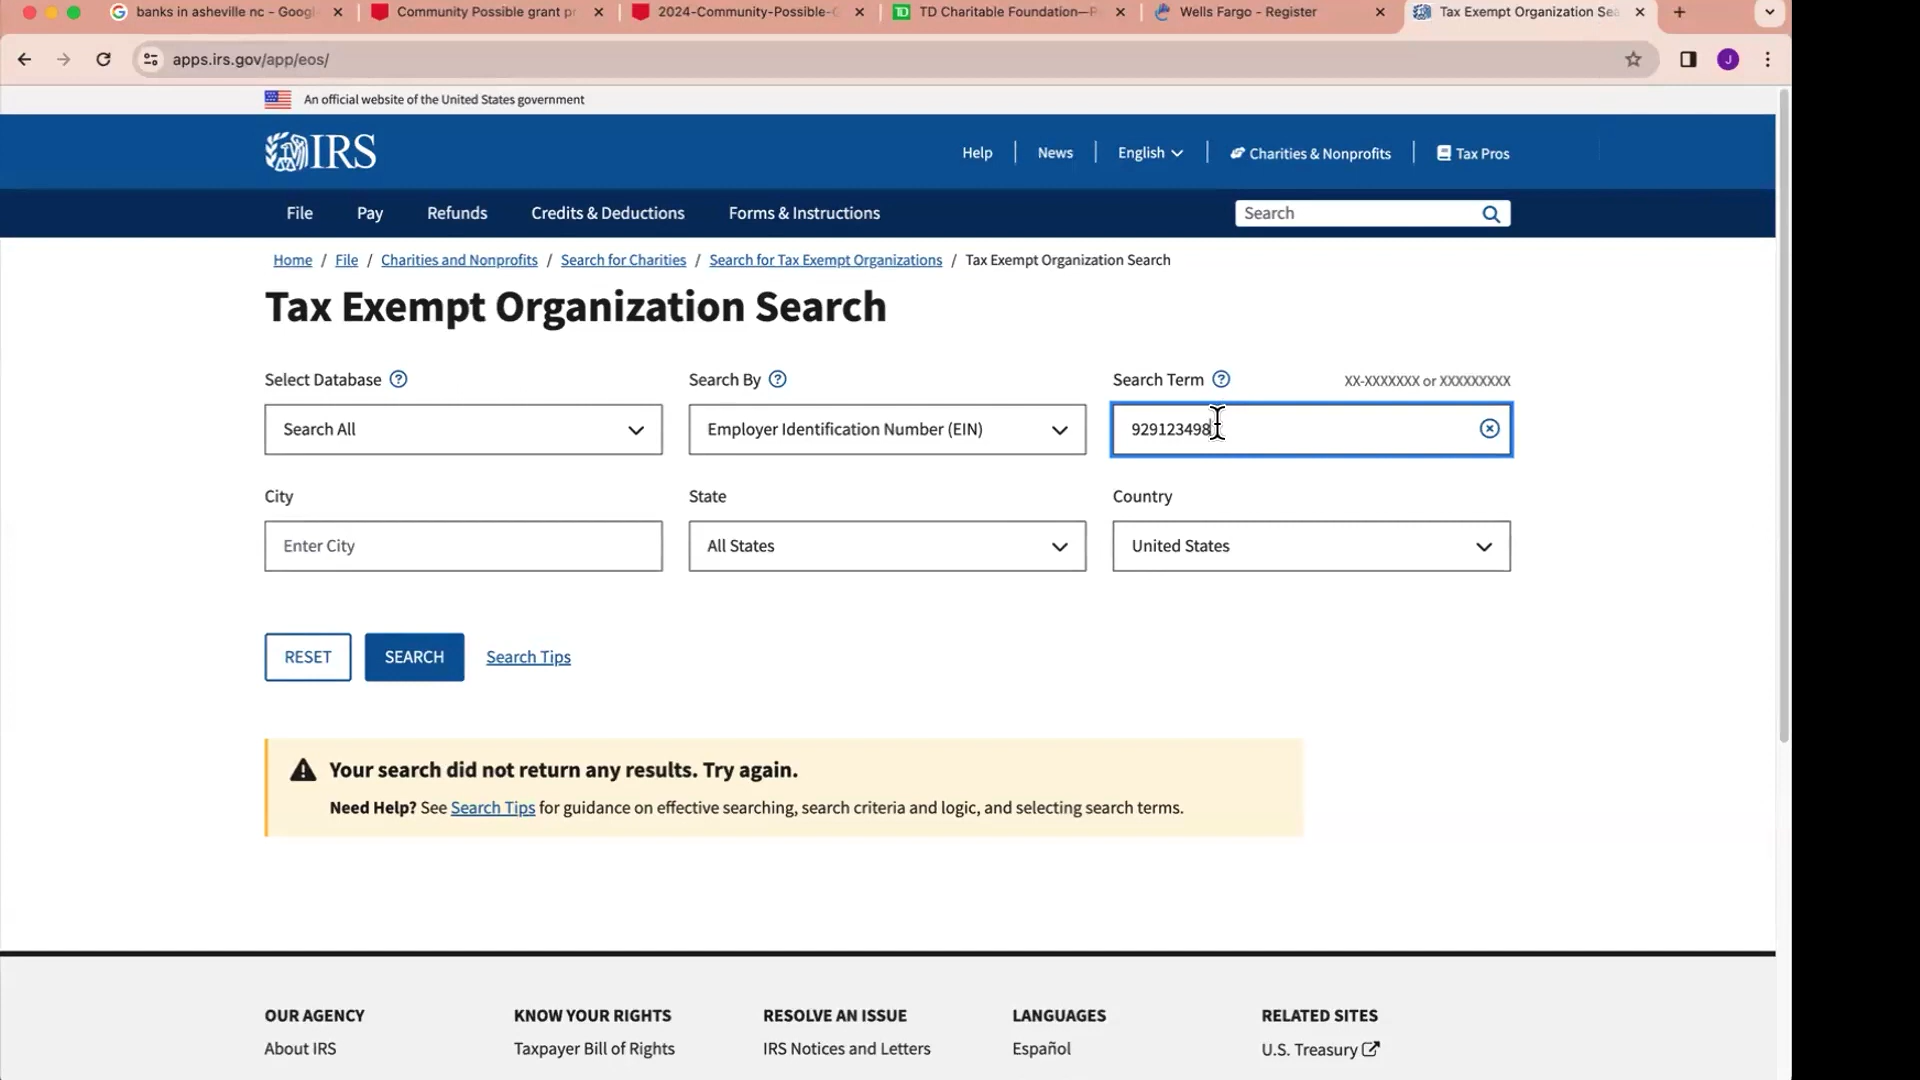 banks in asheville nc - Googl
Community Possible grant pr
2024-Community-Possible-G
TD Charitable Foundation—
Wells Fargo - Register
Tax Exempt Organization Sea
apps.irs.gov/app/eos/
J
An official website of the United States government
IRS
Help
News
English
Charities & Nonprofits
Tax Pros
File
Pay
Refunds
Credits & Deductions
Forms & Instructions
Search
Home / File / Charities and Nonprofits / Search for Charities / Search for Tax Exempt Organizations / Tax Exempt Organization Search
Tax Exempt Organization Search
Select Database
Search By
Search Term
XX-XXXXXXX or XXXXXXXXX
Search All
Employer Identification Number (EIN)
929123498
City
State
Country
Enter City
All States
United States
RESET
SEARCH
Search Tips
Your search did not return any results. Try again.
Need Help? See Search Tips for guidance on effective searching, search criteria and logic, and selecting search terms.
OUR AGENCY
KNOW YOUR RIGHTS
RESOLVE AN ISSUE
LANGUAGES
RELATED SITES
About IRS
Taxpayer Bill of Rights
IRS Notices and Letters
Español
U.S. Treasury